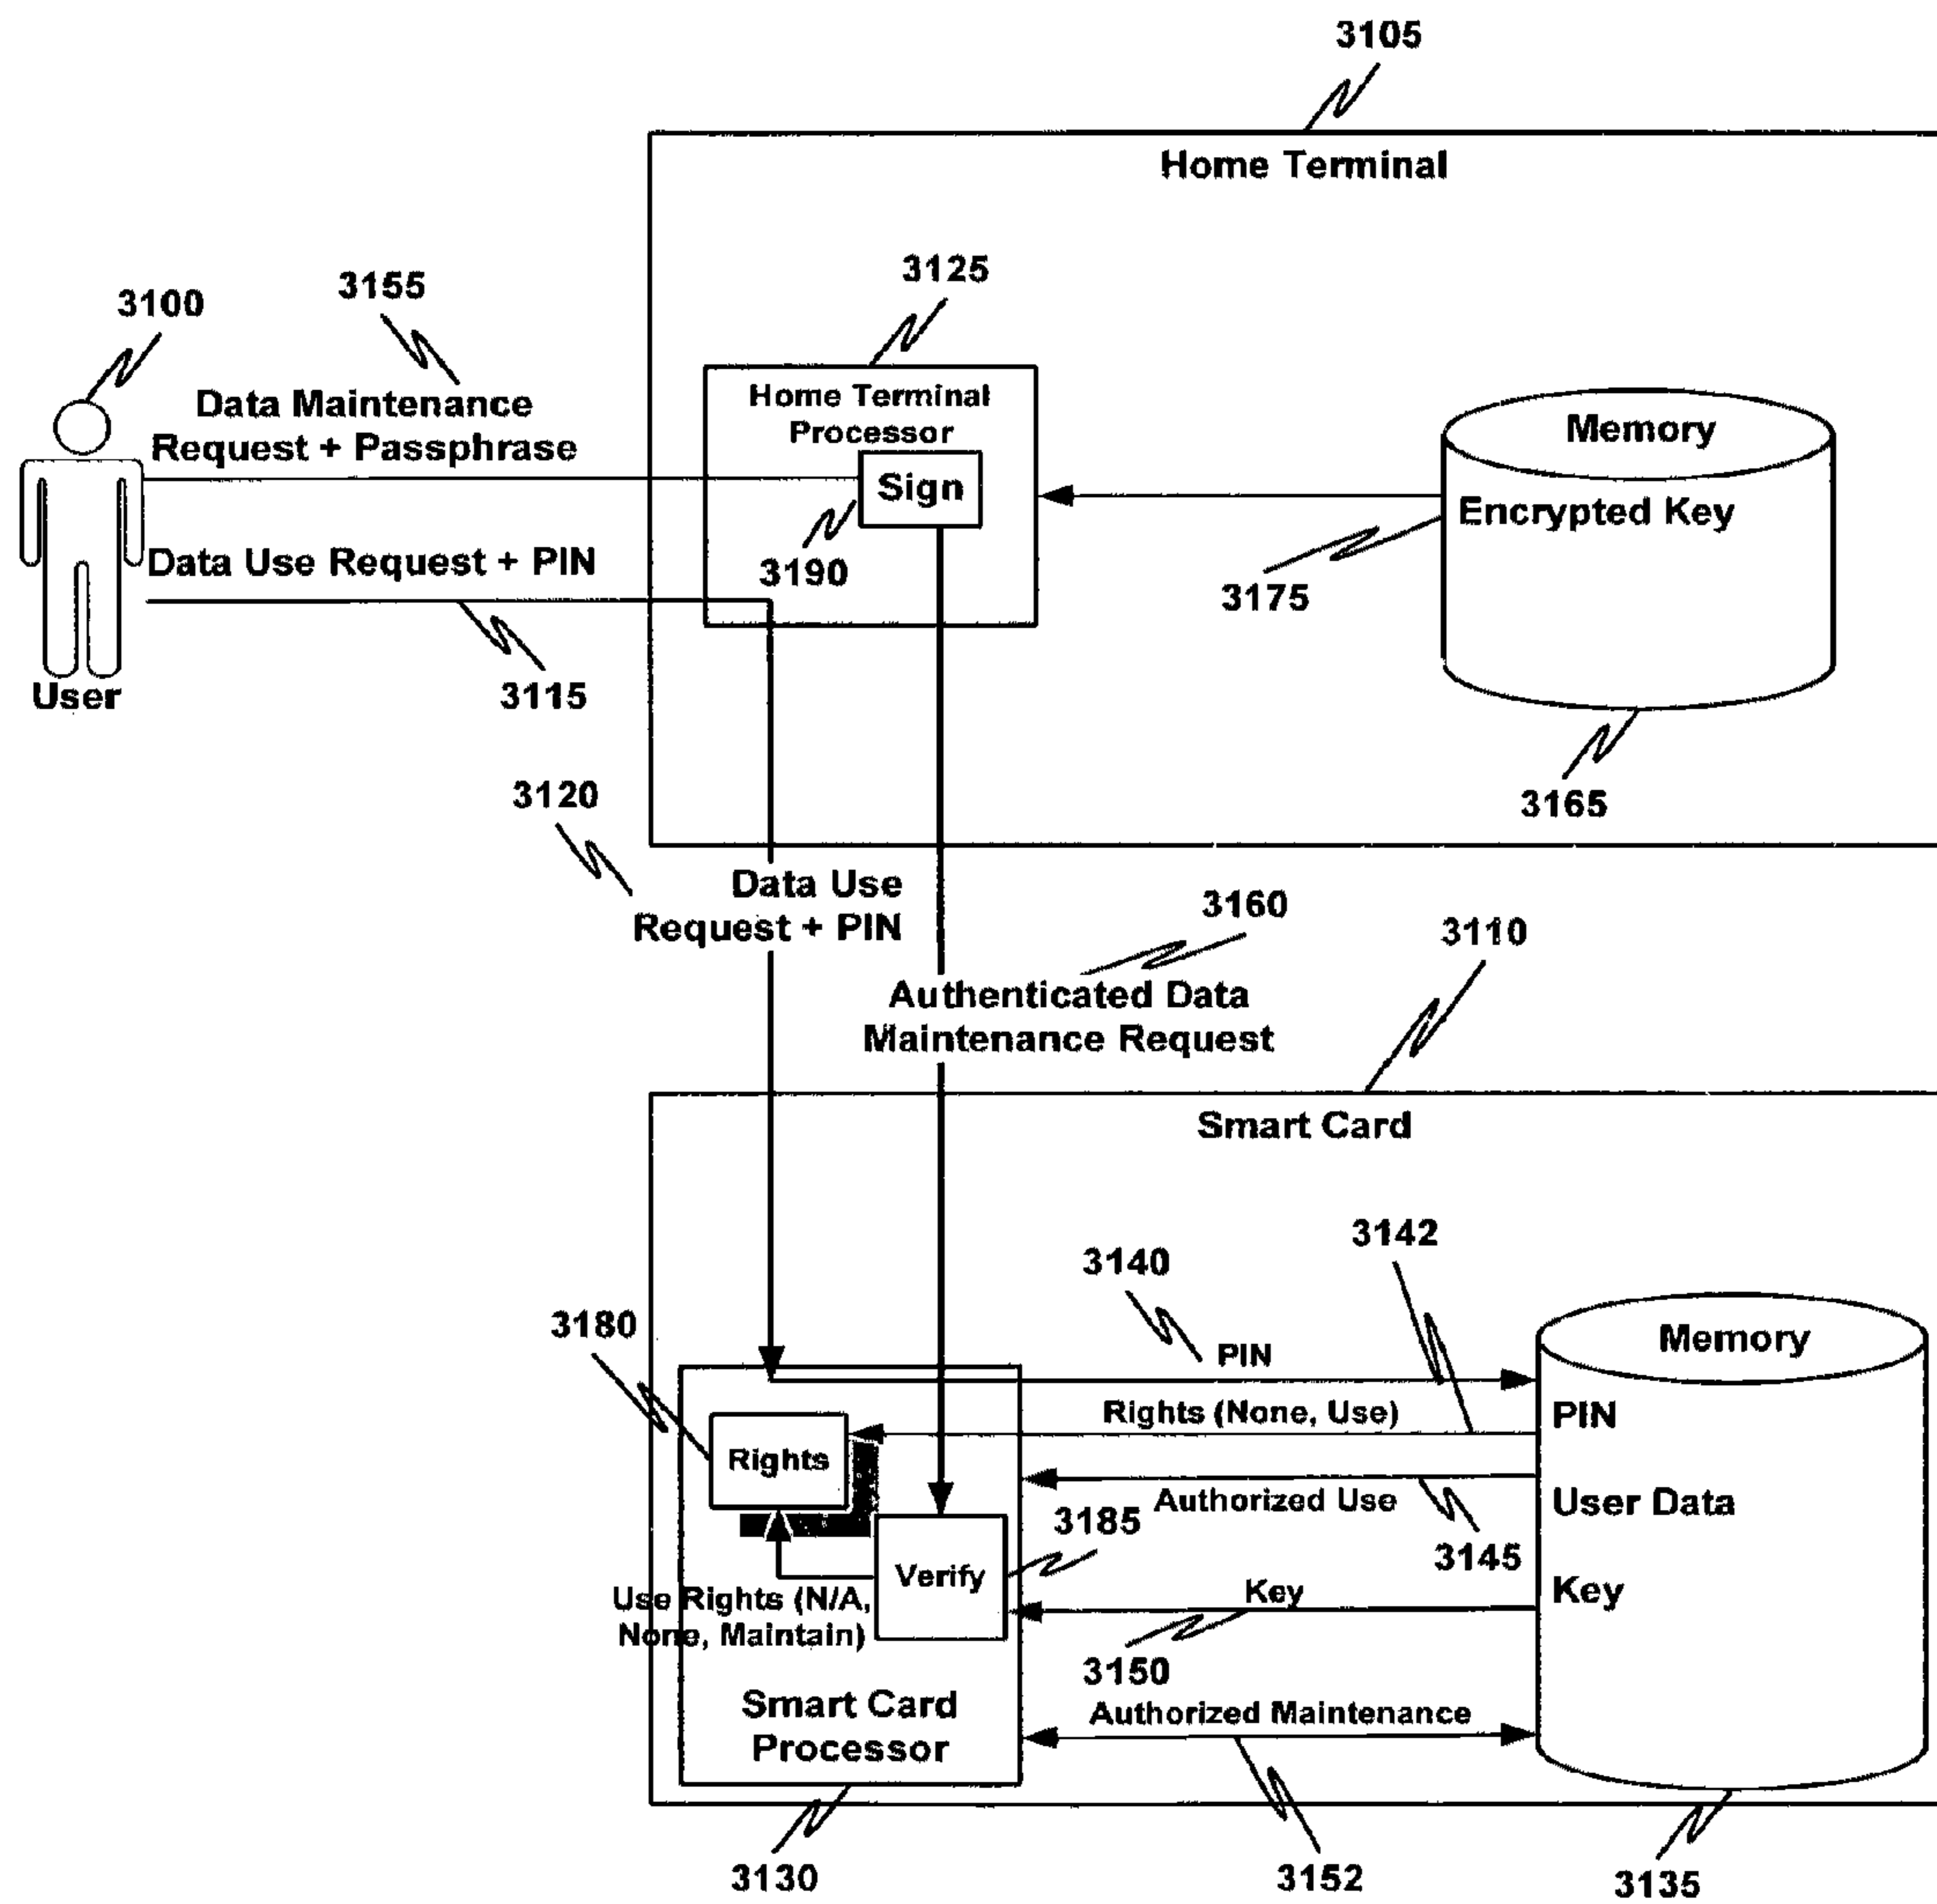 3105
Home Terminal
3125
3155
3100
Data Maintenance
Request + Passphrase
Home Terminal
Processor
Sign
Memory
Encrypted Key
3190
3175
Data Use Request + PIN
User
3115
3165
3120
Data Use
Request + PIN
3160
3110
Authenticated Data
Maintenance Request
Smart Card
3142
3140
3180
PIN
Memory
Rights (None, Use)
PIN
Rights
Authorized Use
User Data
3185
3145
Verify
Key
Key
Use Rights (N/A,
None, Maintain)
3150
Smart Card
Processor
Authorized Maintenance
3130
3152
3135